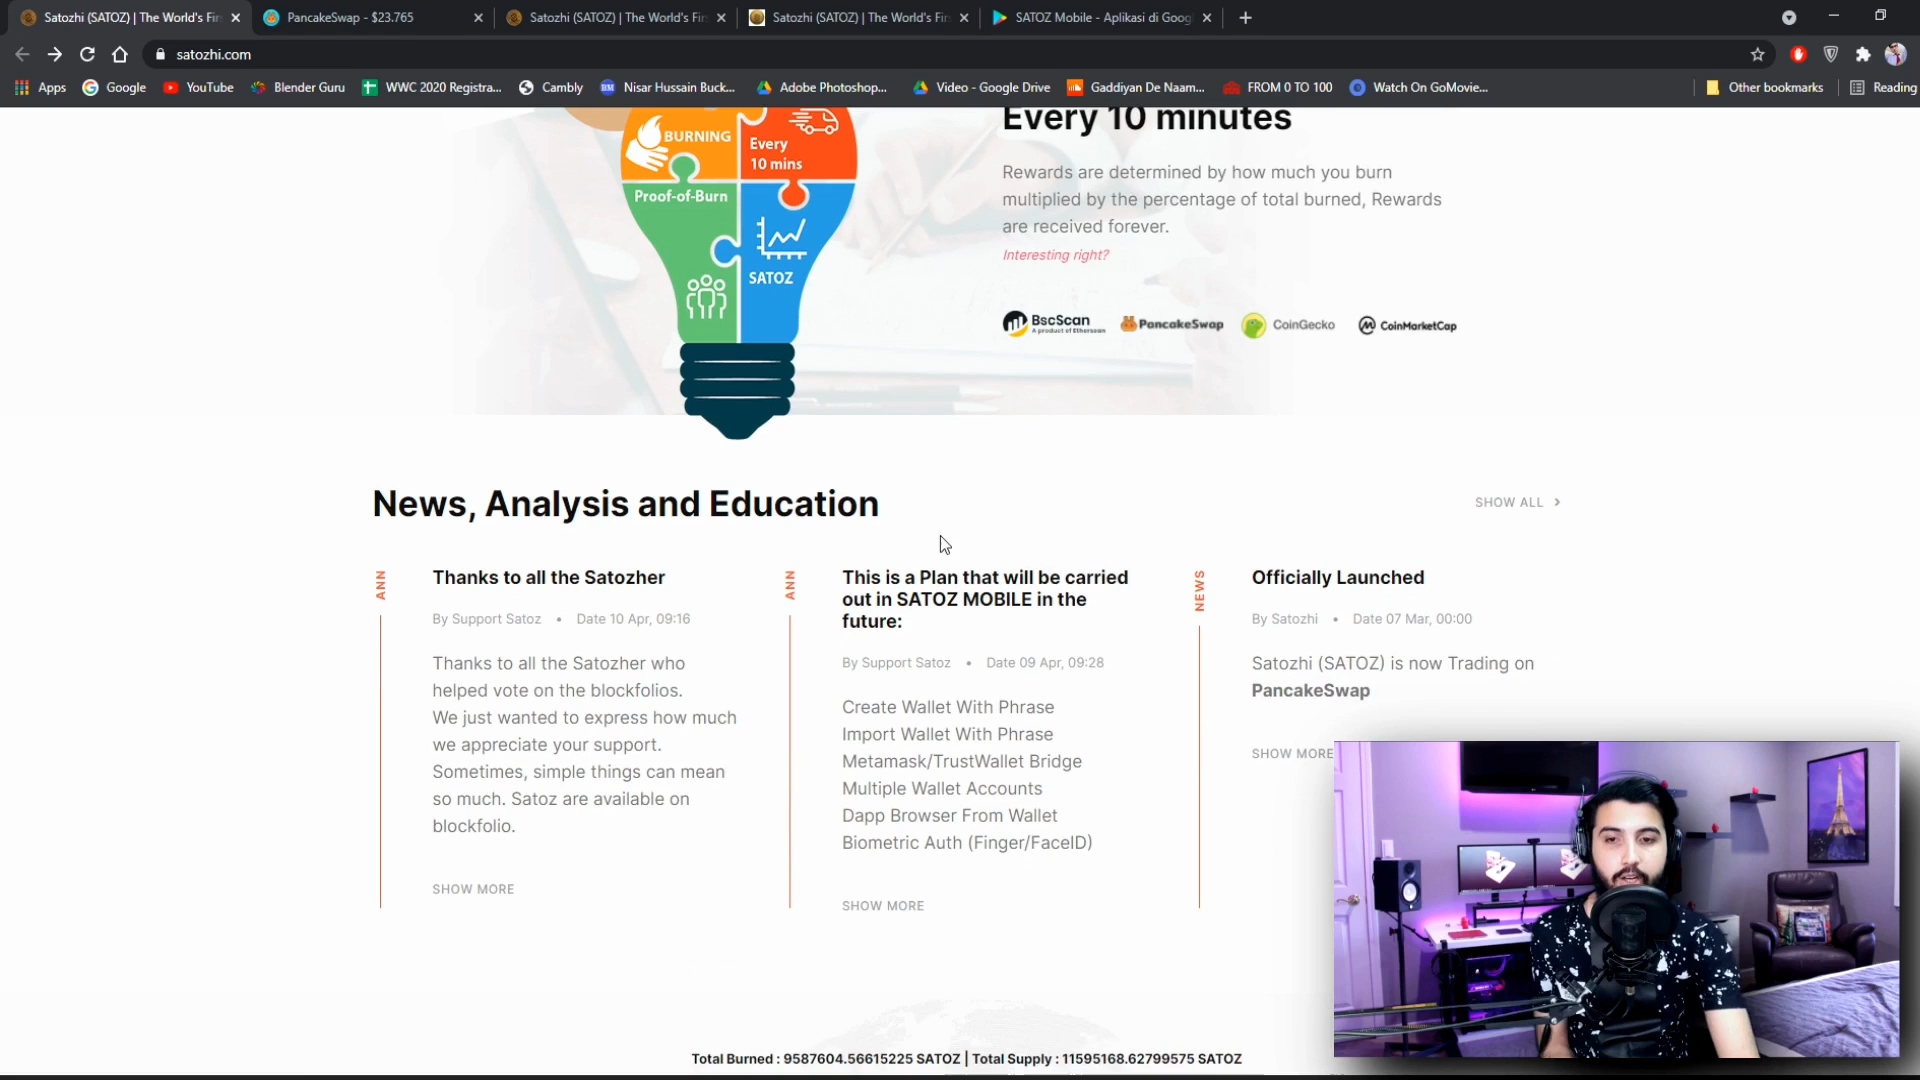 Satozhi (SATOZ) | The World's Fir
PancakeSwap - $23.765
Satozhi (SATOZ) | The World's Fir
Satozhi (SATOZ) | The World's Fir
SATOZ Mobile - Aplikasi di Goog
satozhi.com
Apps
Google
YouTube
Blender Guru
WWC 2020 Registra...
Cambly
BM
Nisar Hussain Buck...
Adobe Photoshop...
Video - Google Drive
Gaddiyan De Naam...
FROM 0 TO 100
Watch On GoMovie...
Other bookmarks
Reading
BURNING
Every
10 mins
Proof-of-Burn
SATOZ
Every 10 minutes
Rewards are determined by how much you burn
multiplied by the percentage of total burned, Rewards
are received forever.
Interesting right?
BscScan
A product of Etherscan
PancakeSwap
CoinGecko
CoinMarketCap
News, Analysis and Education
SHOW ALL
ANN
Thanks to all the Satozher
By Support Satoz • Date 10 Apr, 09:16
Thanks to all the Satozher who
helped vote on the blockfolios.
We just wanted to express how much
we appreciate your support.
Sometimes, simple things can mean
so much. Satoz are available on
blockfolio.
SHOW MORE
ANN
This is a Plan that will be carried
out in SATOZ MOBILE in the
future:
By Support Satoz • Date 09 Apr, 09:28
Create Wallet With Phrase
Import Wallet With Phrase
Metamask/TrustWallet Bridge
Multiple Wallet Accounts
Dapp Browser From Wallet
Biometric Auth (Finger/FaceID)
SHOW MORE
NEWS
Officially Launched
By Satozhi • Date 07 Mar, 00:00
Satozhi (SATOZ) is now Trading on
PancakeSwap
SHOW MORE
Total Burned : 9587604.56615225 SATOZ | Total Supply : 11595168.62799575 SATOZ